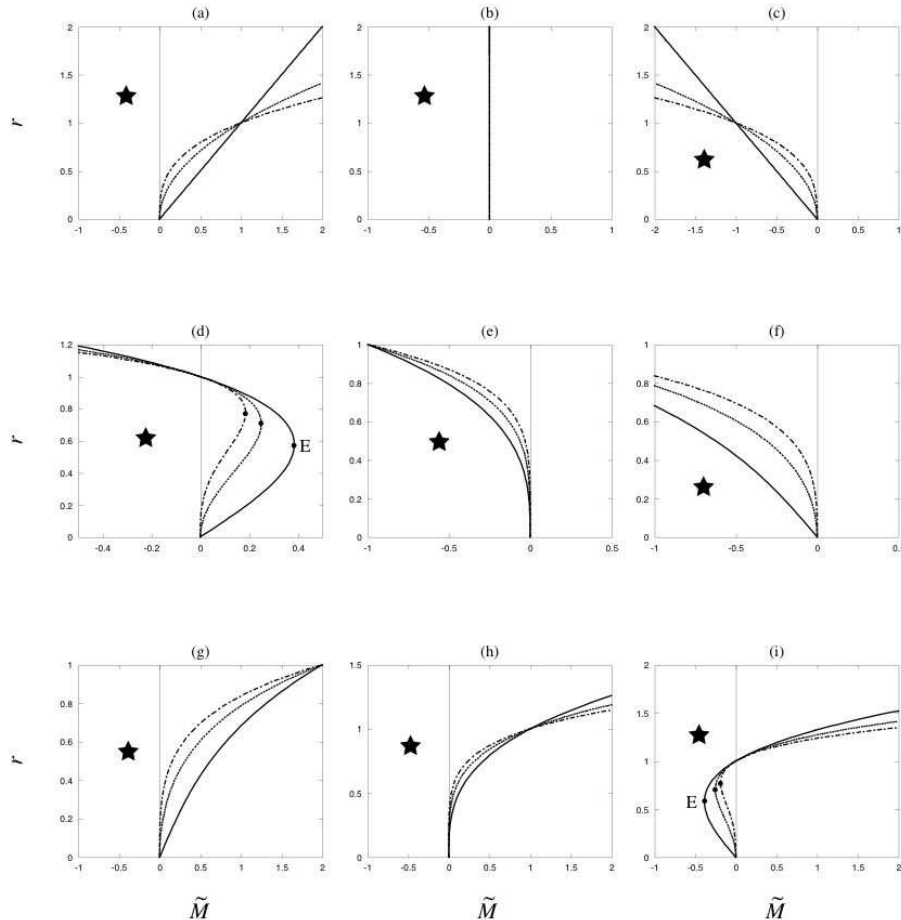 (a) (b) (c)
2 2 2
1.5 1.5 1.5
r 1 1 1
0.5 0.5 0.5
0 0 0
-1 -0.5 0 0.5 1 1.5 2 -1 -0.5 0 0.5 1 -2 -1.5 -1 -0.5 0 0.5 1
(d) (e) (f)
1.2 1 1
1 0.8 0.8
0.8 0.6 0.6
r 0.6 E 0.4 0.4
0.4 0.2 0.2
0.2 0 0
0
-0.4 -0.2 0 0.2 0.4 -1 -0.5 0 0.5 -1 -0.5 0 0.5
(g) (h) (i)
1 1.5 2
0.8 1 1.5
r 0.6 0.5 1
0.4 0 E 0.5
0.2 0
0
-1 -0.5 0 0.5 1 1.5 2 -1 -0.5 0 0.5 1 1.5 2 -1 -0.5 0 0.5 1 1.5 2
M̃ M̃ M̃